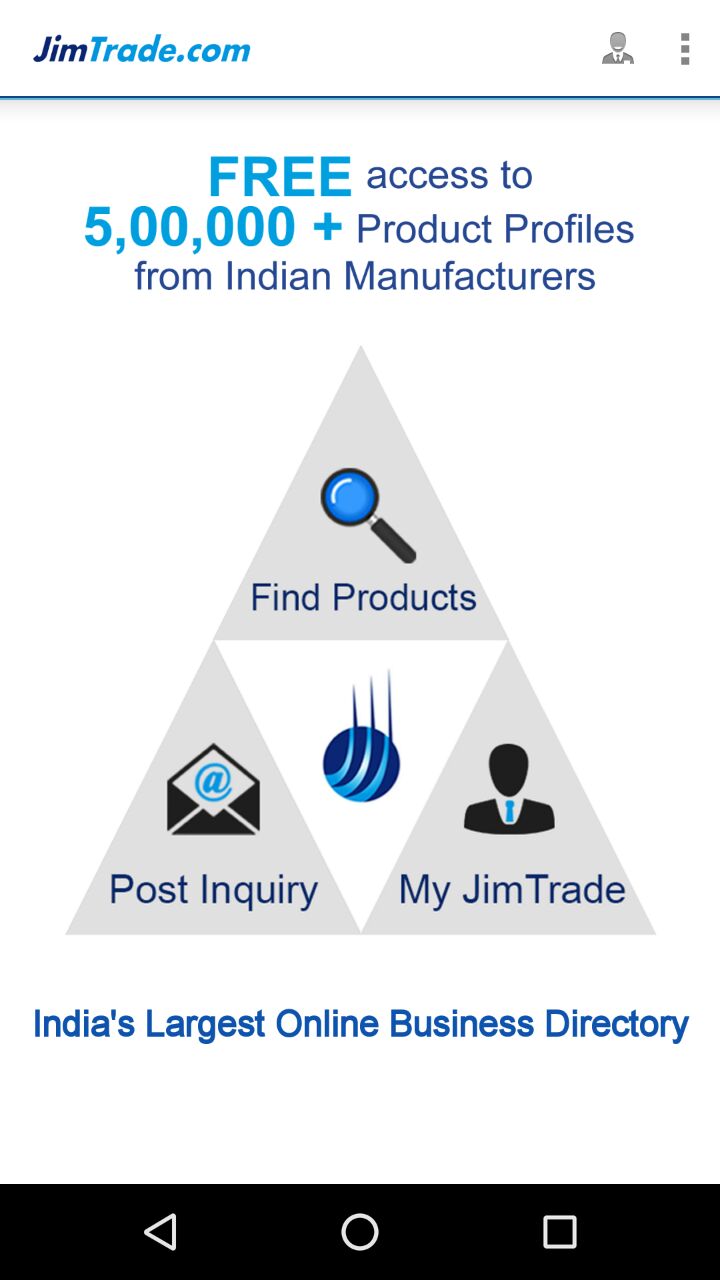 JimTrade.com
FREE access to
5,00,000 + Product Profiles
from Indian Manufacturers
Find Products
@
Post Inquiry
My JimTrade
India's Largest Online Business Directory